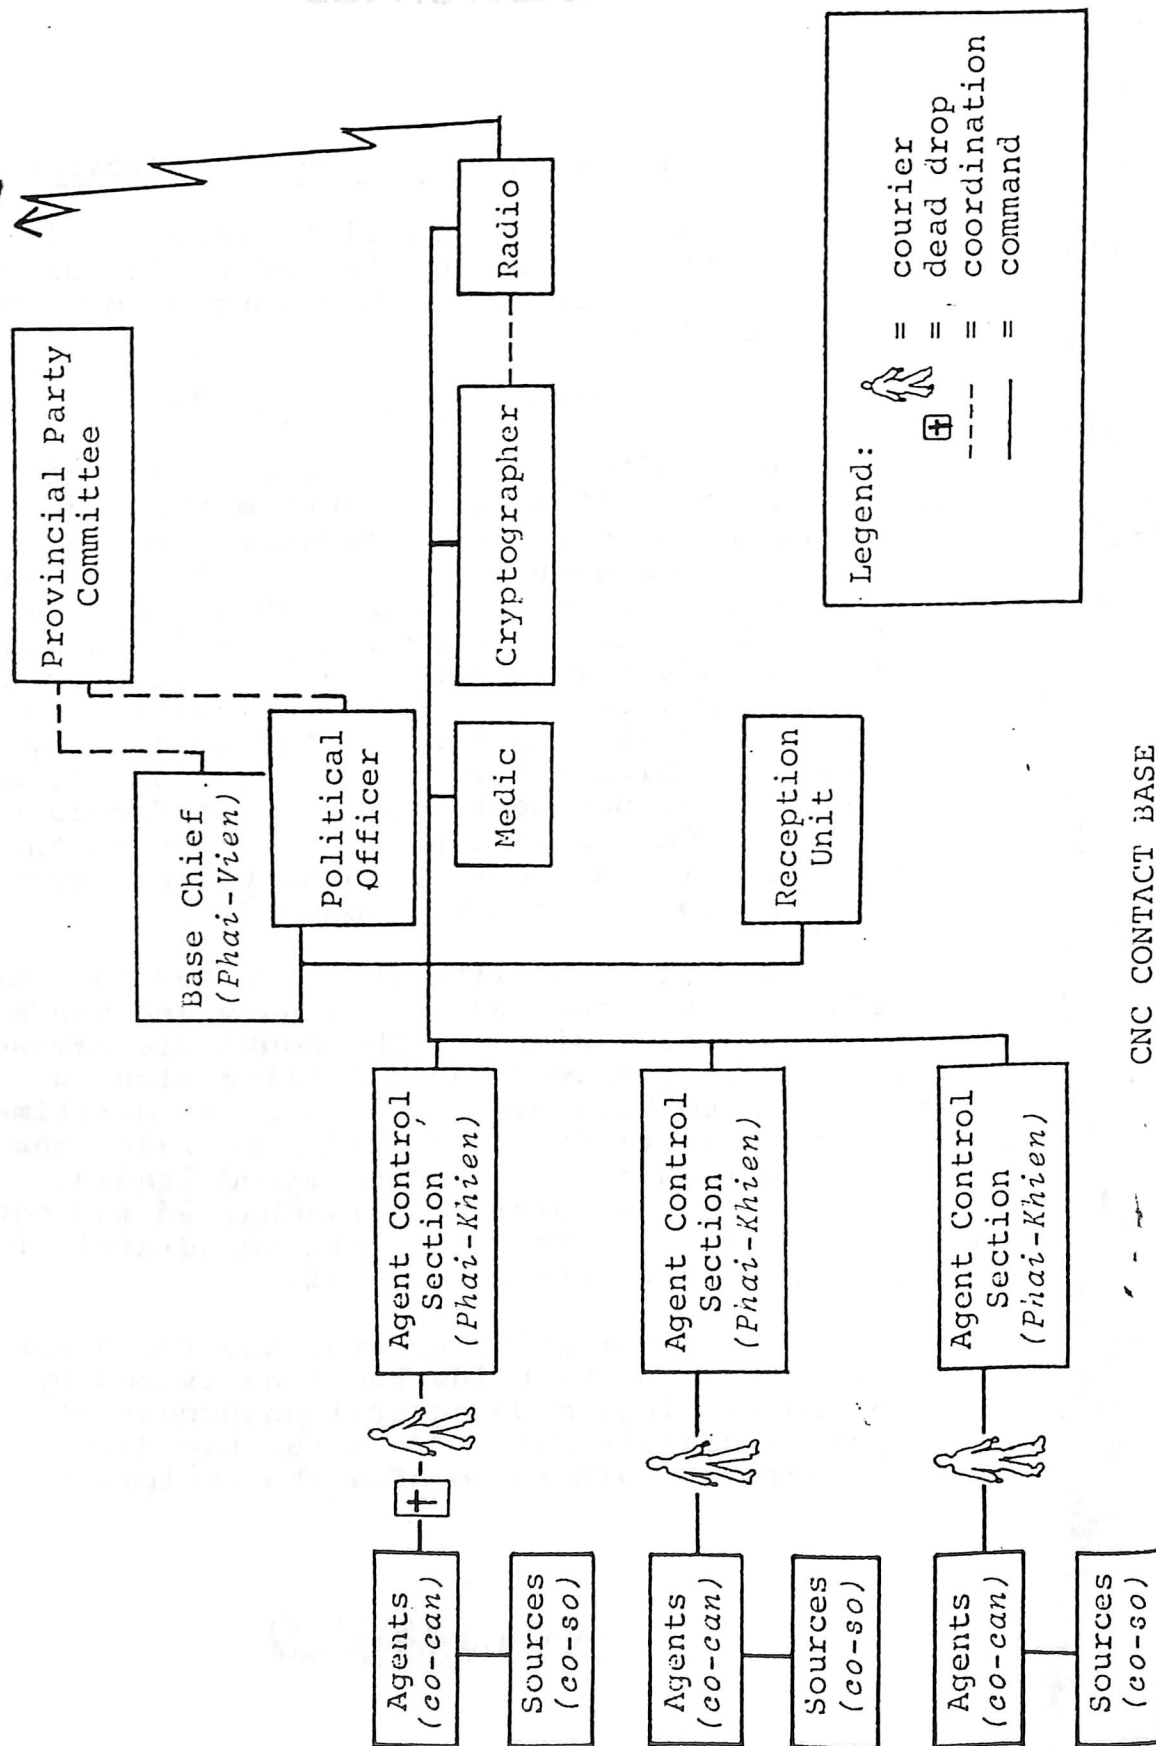 Provincial Party
Committee
Base Chief
(Phai-Vien)
Political
Officer
Agent Control
Section
(Phai-Khien)
Medic
Cryptographer
Radio
Agents
(co-can)
Sources
(co-so)
Agent Control
Section
(Phai-Khien)
Agents
(co-can)
Sources
(co-so)
Reception
Unit
Agent Control
Section
(Phai-Khien)
Agents
(co-can)
Sources
(co-so)
Legend:
= courier
= dead drop
---- = coordination
—— = command
CNC CONTACT BASE